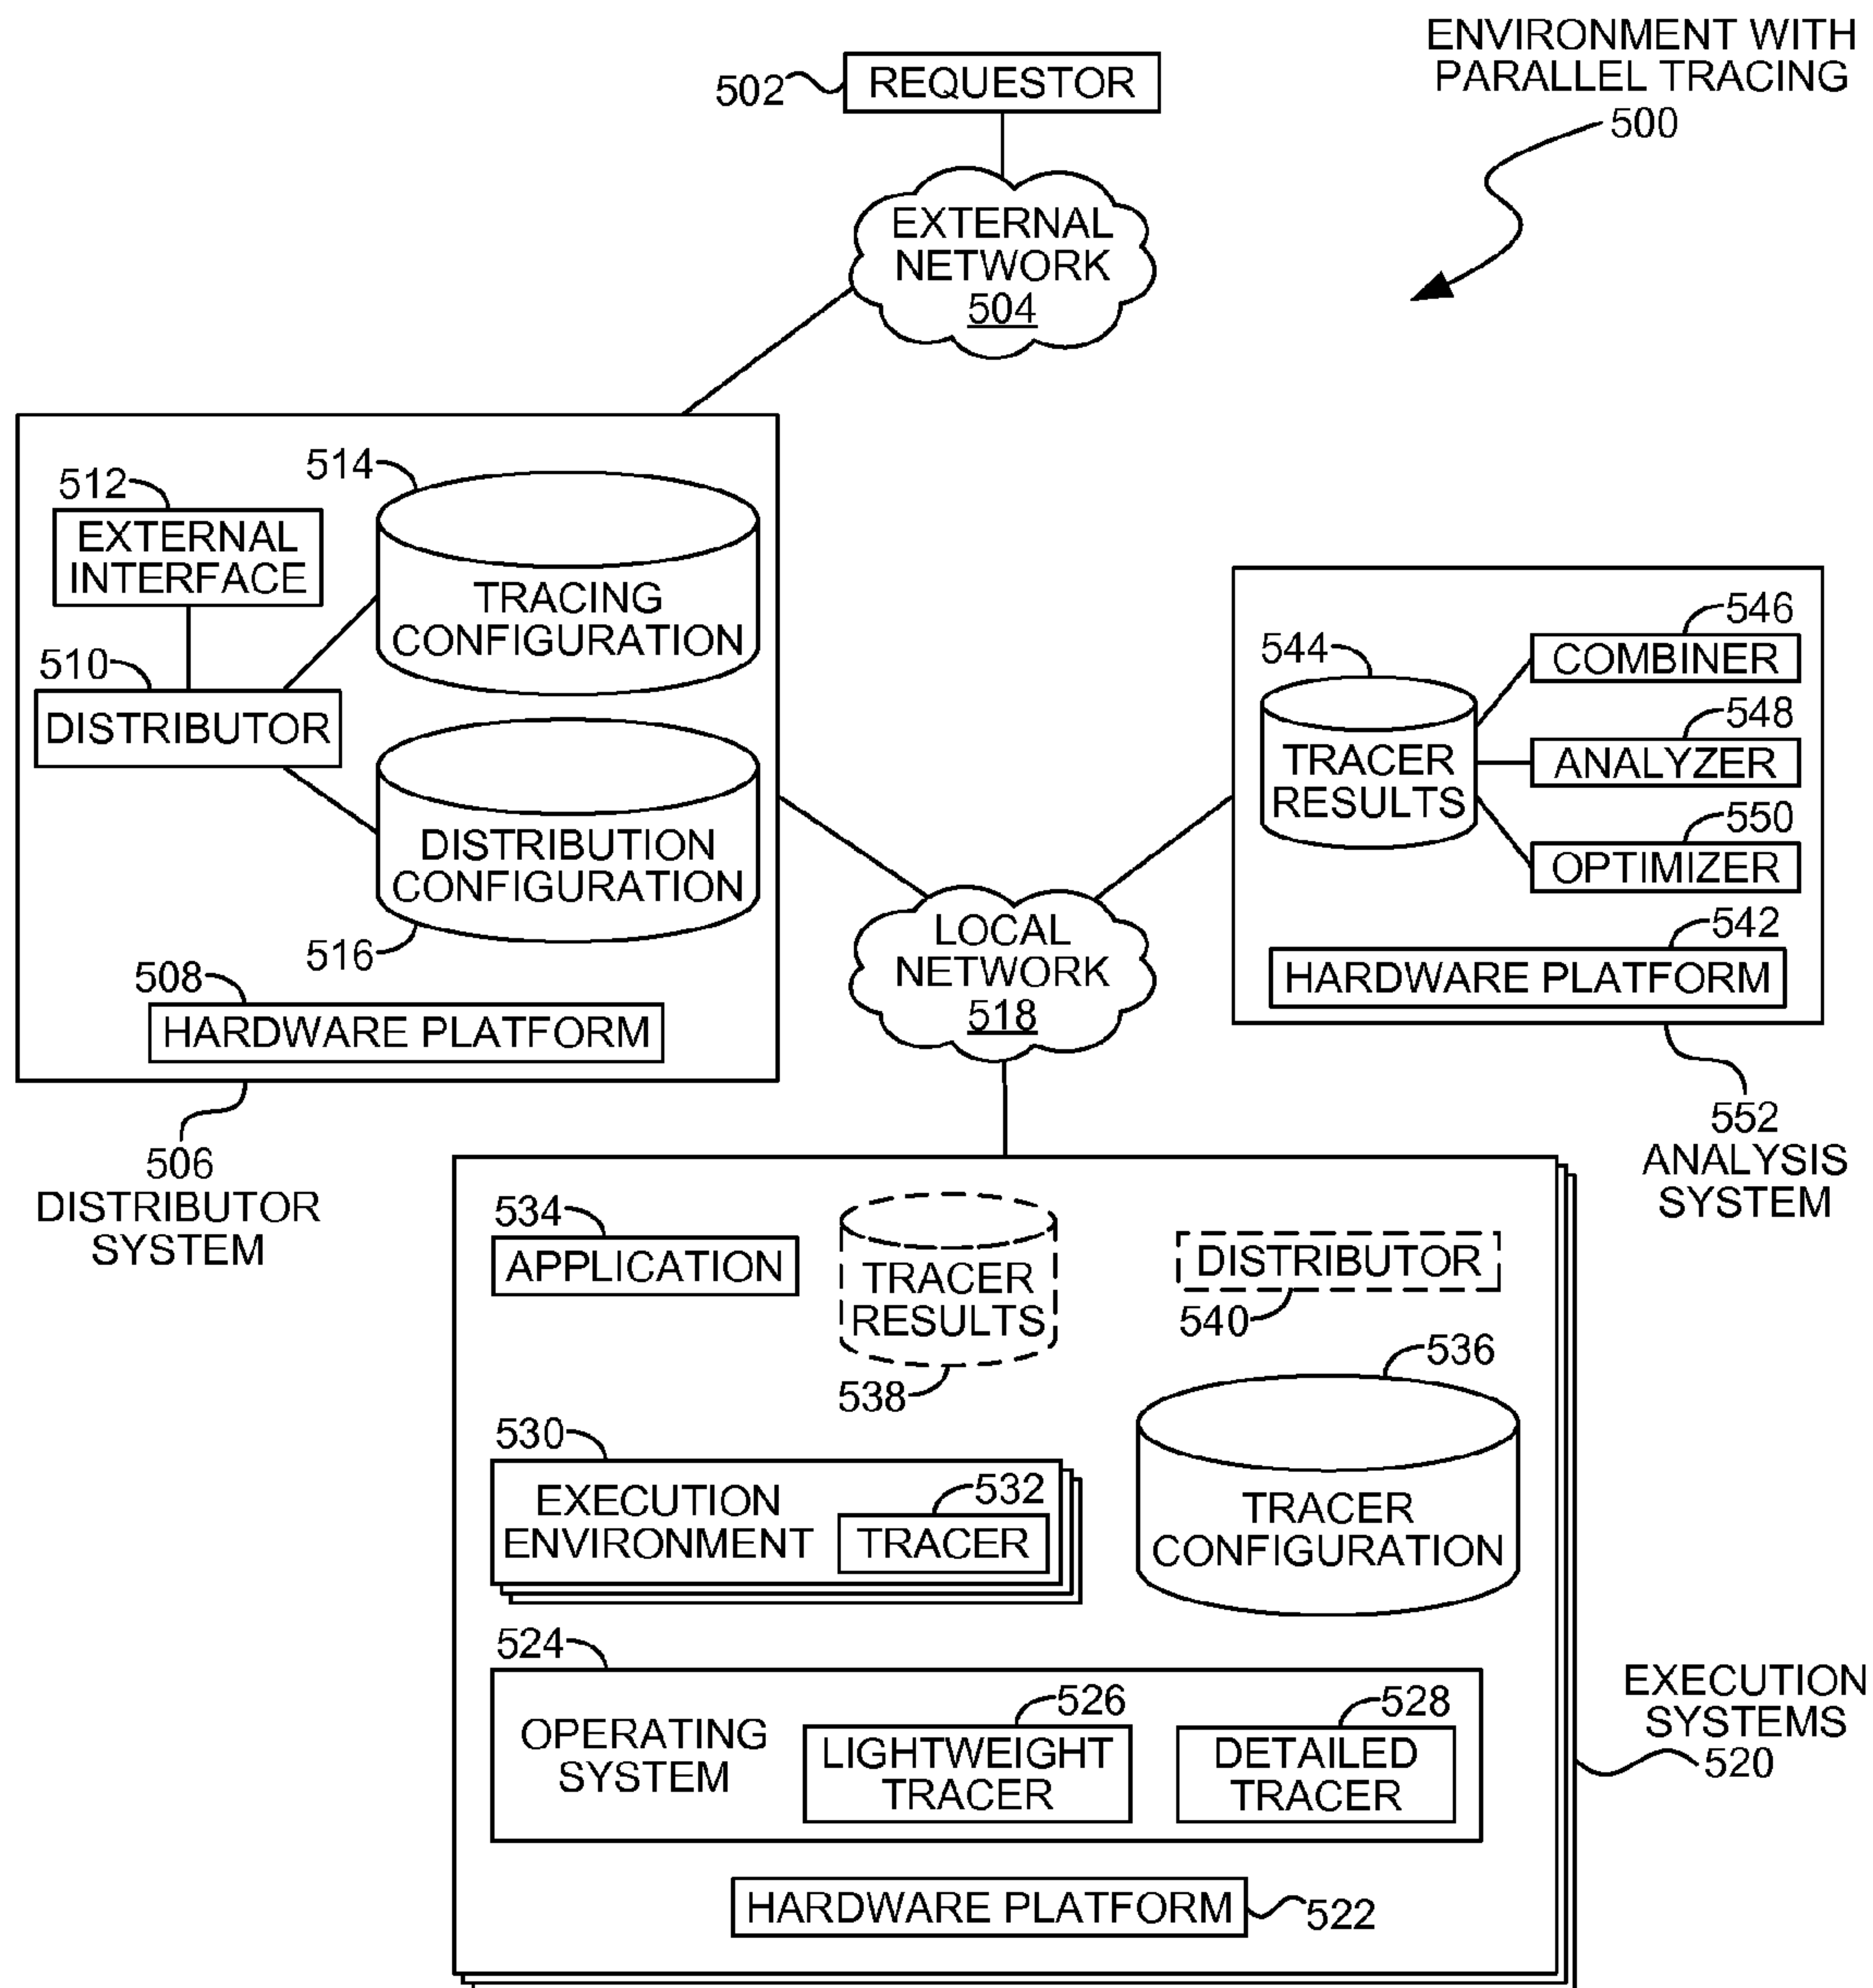 ENVIRONMENT WITH
PARALLEL TRACING
500
502
REQUESTOR
EXTERNAL
NETWORK
504
512
EXTERNAL
INTERFACE
514
TRACING
CONFIGURATION
510
DISTRIBUTOR
DISTRIBUTION
CONFIGURATION
516
508
HARDWARE PLATFORM
506
DISTRIBUTOR
SYSTEM
LOCAL
NETWORK
518
544
TRACER
RESULTS
546
COMBINER
548
ANALYZER
550
OPTIMIZER
542
HARDWARE PLATFORM
552
ANALYSIS
SYSTEM
534
APPLICATION
TRACER
RESULTS
538
DISTRIBUTOR
540
536
TRACER
CONFIGURATION
530
EXECUTION
ENVIRONMENT
532
TRACER
524
OPERATING
SYSTEM
526
LIGHTWEIGHT
TRACER
528
DETAILED
TRACER
HARDWARE PLATFORM
522
EXECUTION
SYSTEMS
520